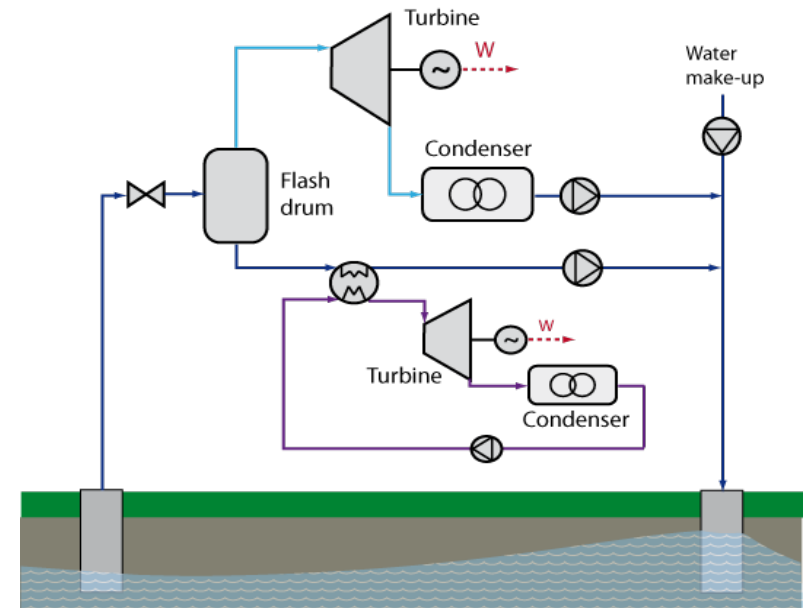 Turbine
W
Water
make-up
Condenser
Flash
drum
W
Turbine
Condenser